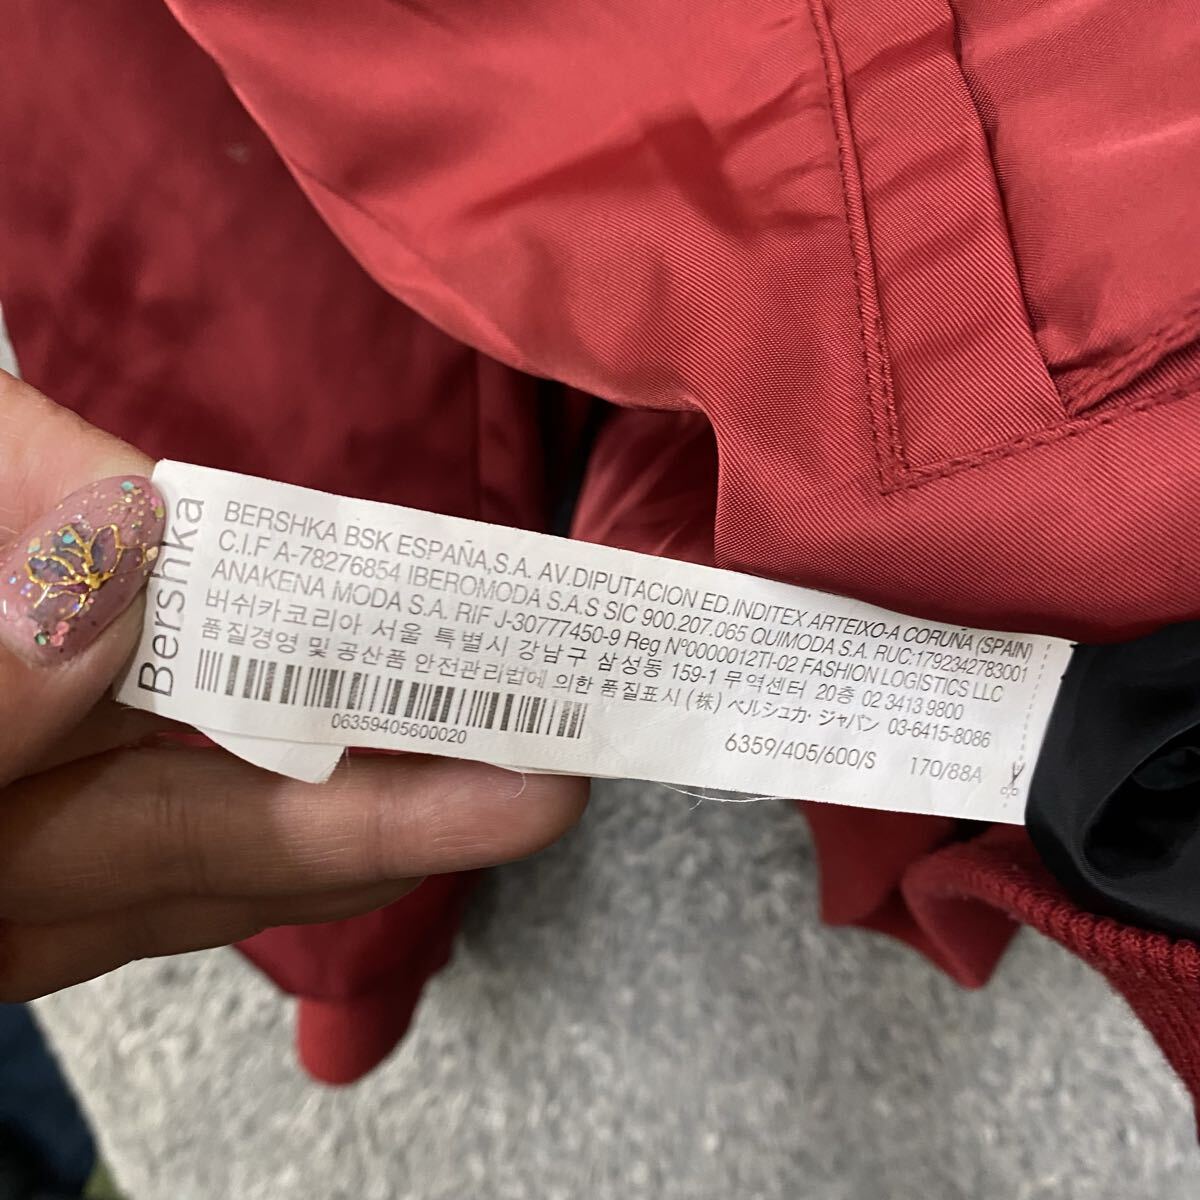 Bershka
BERSHKA BSK ESPAÑA,S.A. AV.DIPUTACION ED.INDITEX ARTEIXO-A CORUÑA (SPAIN)
C.I.F A-78276854 IBEROMODA S.A.S SIC 900.207.065 QUIMODA S.A. RUC:1792342783001
ANAKENA MODA S.A. RIF J-30777450-9 Reg Nº0000012TI-02 FASHION LOGISTICS LLC
버쉬카코리아 서울 특별시 강남구 삼성동 159-1 무역센터 20층 02 3413 9800
품질경영 및 공산품 안전관리법에 의한 품질표시 (株) ベルシュカ・ジャパン 03-6415-8086
06359405600020
6359/405/600/S 170/88A